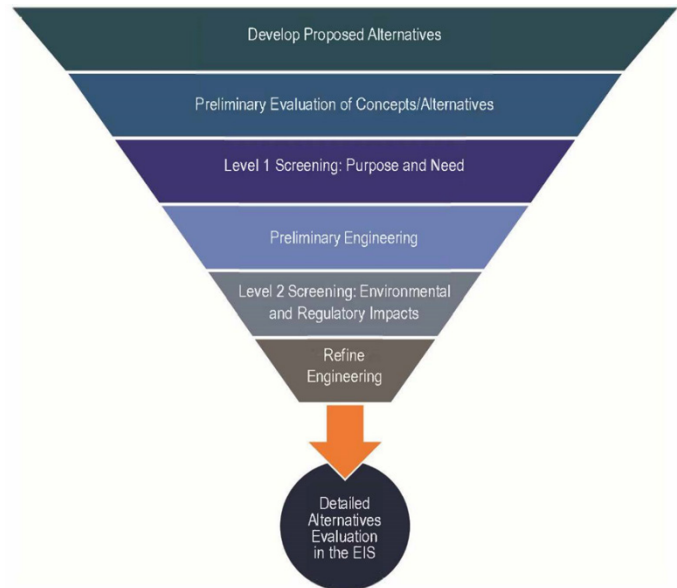 Develop Proposed Alternatives
Preliminary Evaluation of Concepts/Alternatives
Level 1 Screening: Purpose and Need
Preliminary Engineering
Level 2 Screening: Environmental
and Regulatory Impacts
Refine
Engineering
Detailed
Alternatives
Evaluation
in the EIS